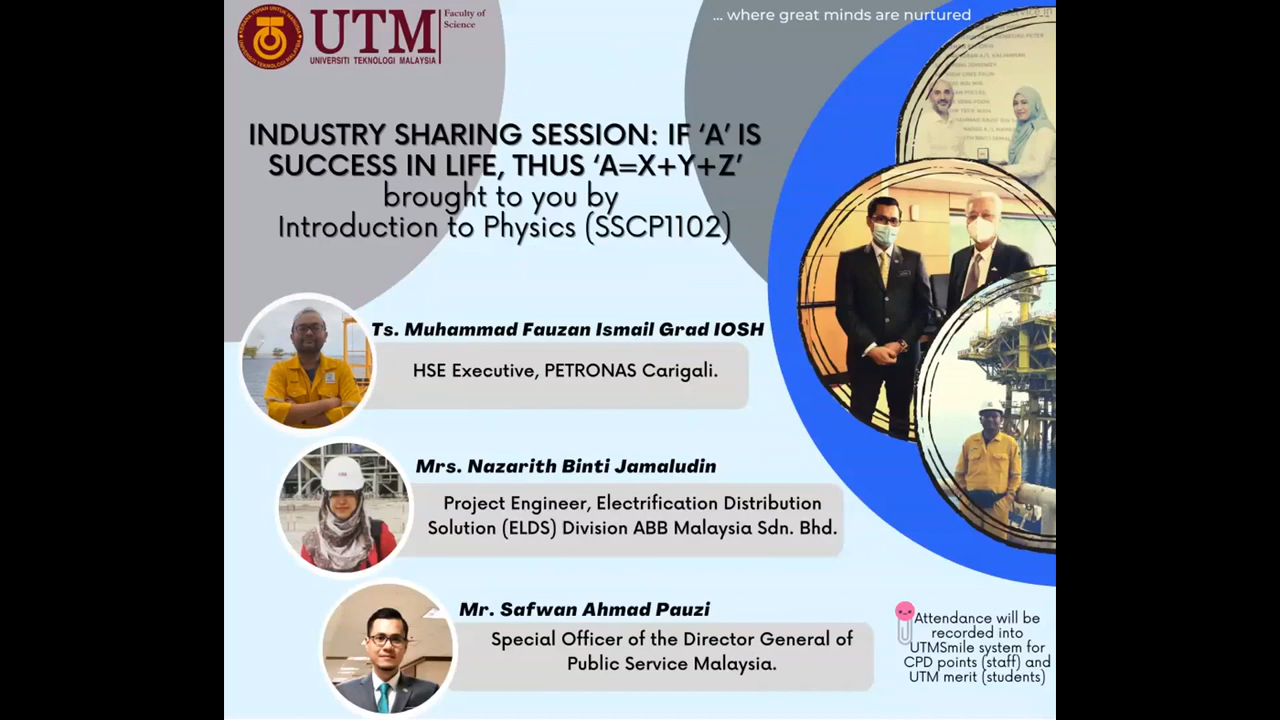 UTM
Faculty of
Science
UNIVERSITI TEKNOLOGI MALAYSIA
... where great minds are nurtured
INDUSTRY SHARING SESSION: IF ‘A’ IS
SUCCESS IN LIFE, THUS ‘A=X+Y+Z’
brought to you by
Introduction to Physics (SSCP1102)
Ts. Muhammad Fauzan Ismail Grad IOSH
HSE Executive, PETRONAS Carigali.
Mrs. Nazarith Binti Jamaludin
Project Engineer, Electrification Distribution
Solution (ELDS) Division ABB Malaysia Sdn. Bhd.
Mr. Safwan Ahmad Pauzi
Special Officer of the Director General of
Public Service Malaysia.
Attendance will be
recorded into
UTMSmile system for
CPD points (staff) and
UTM merit (students)